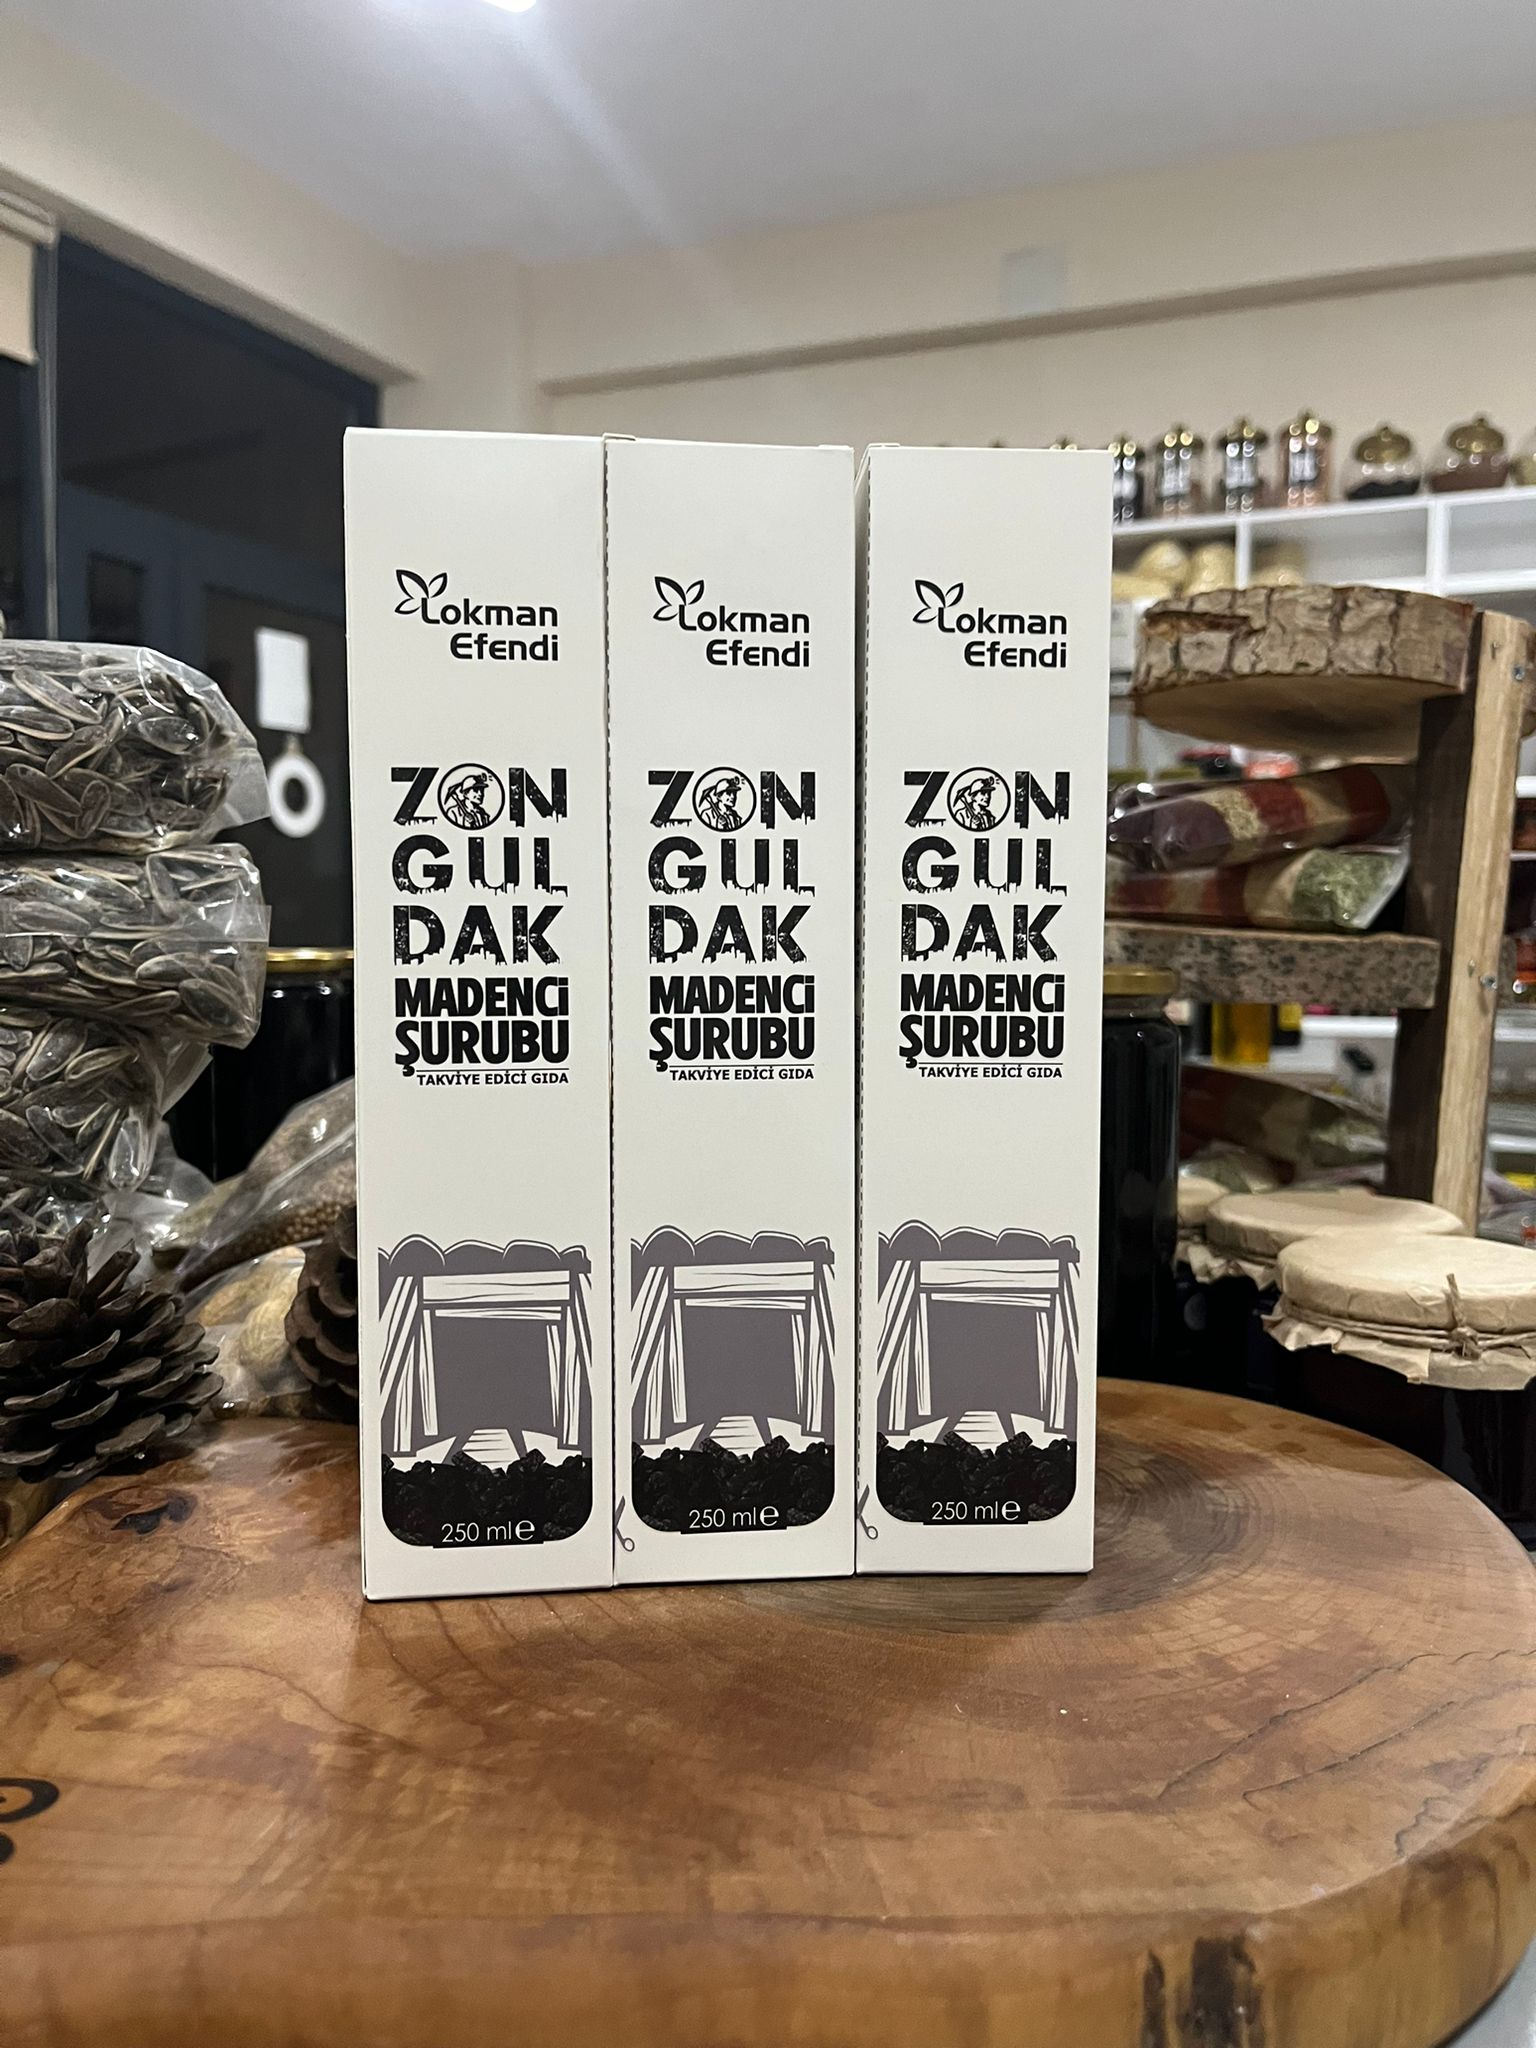 Lokman
Efendi
ZON
GUL
DAK
MADENCİ
ŞURUBU
TAKVİYE EDİCİ GIDA
250 ml e
Lokman
Efendi
ZON
GUL
DAK
MADENCİ
ŞURUBU
TAKVİYE EDİCİ GIDA
250 ml e
Lokman
Efendi
ZON
GUL
DAK
MADENCİ
ŞURUBU
TAKVİYE EDİCİ GIDA
250 ml e